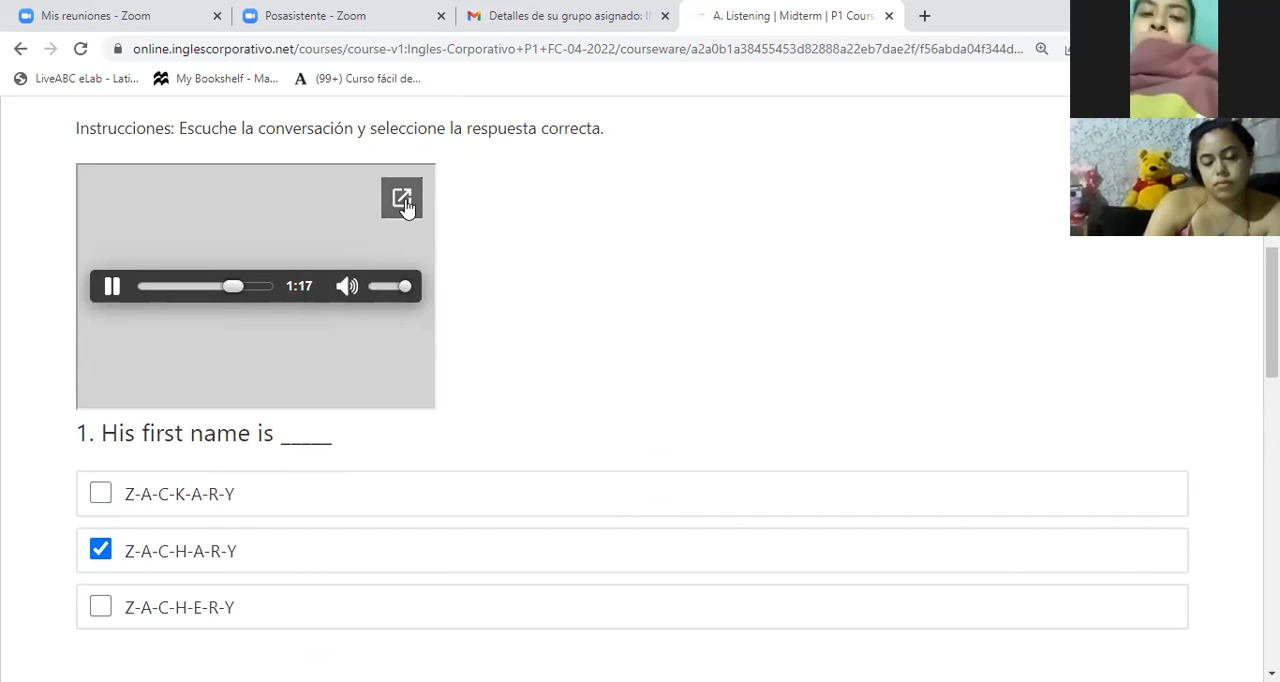 Mis reuniones - Zoom
Posasistente - Zoom
Detalles de su grupo asignado: I
A. Listening | Midterm | P1 Cours
online.inglescorporativo.net/courses/course-v1:Ingles-Corporativo+P1+FC-04-2022/courseware/a2a0b1a38455453d82888a22eb7dae2f/f56abda04f344d...
LiveABC eLab - Lati...
My Bookshelf - Ma...
A (99+) Curso fácil de...
Instrucciones: Escuche la conversación y seleccione la respuesta correcta.
1:17
1. His first name is _____
Z-A-C-K-A-R-Y
Z-A-C-H-A-R-Y
Z-A-C-H-E-R-Y